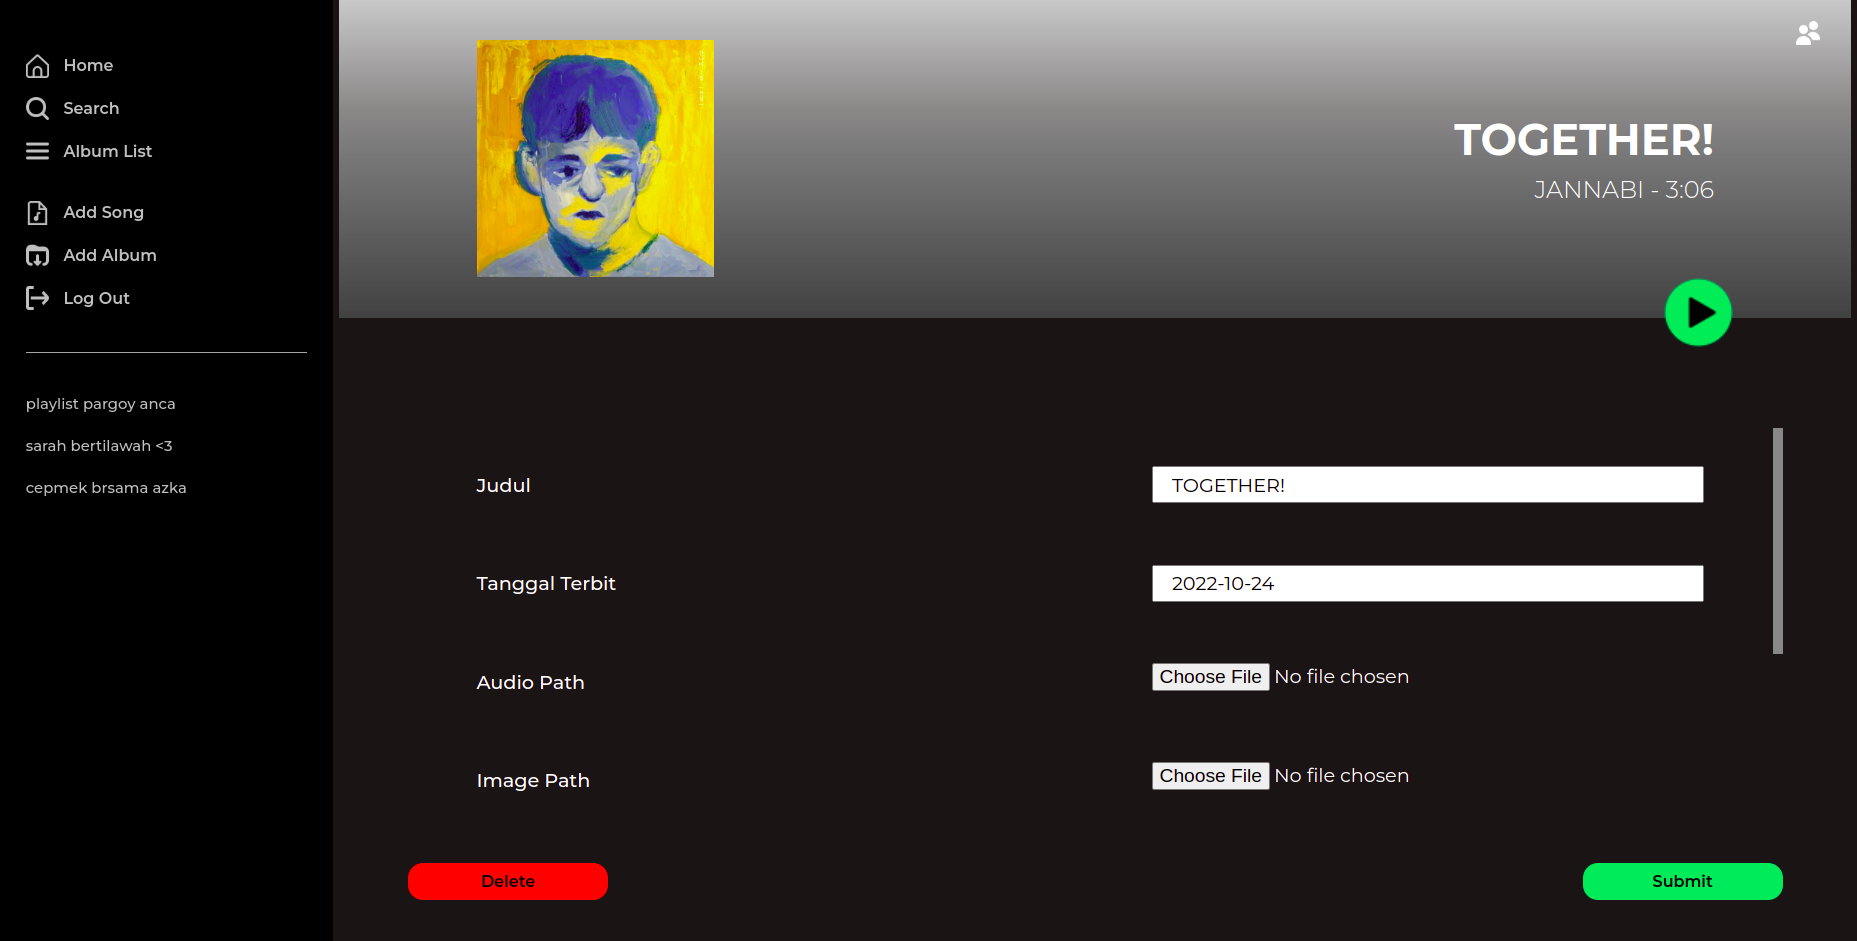 Home
Search
Album List
Add Song
Add Album
Log Out
playlist pargoy anca
sarah bertilawah <3
cepmek brsama azka
TOGETHER!
JANNABI - 3:06
Judul
TOGETHER!
Tanggal Terbit
2022-10-24
Audio Path
Choose File No file chosen
Image Path
Choose File No file chosen
Delete
Submit